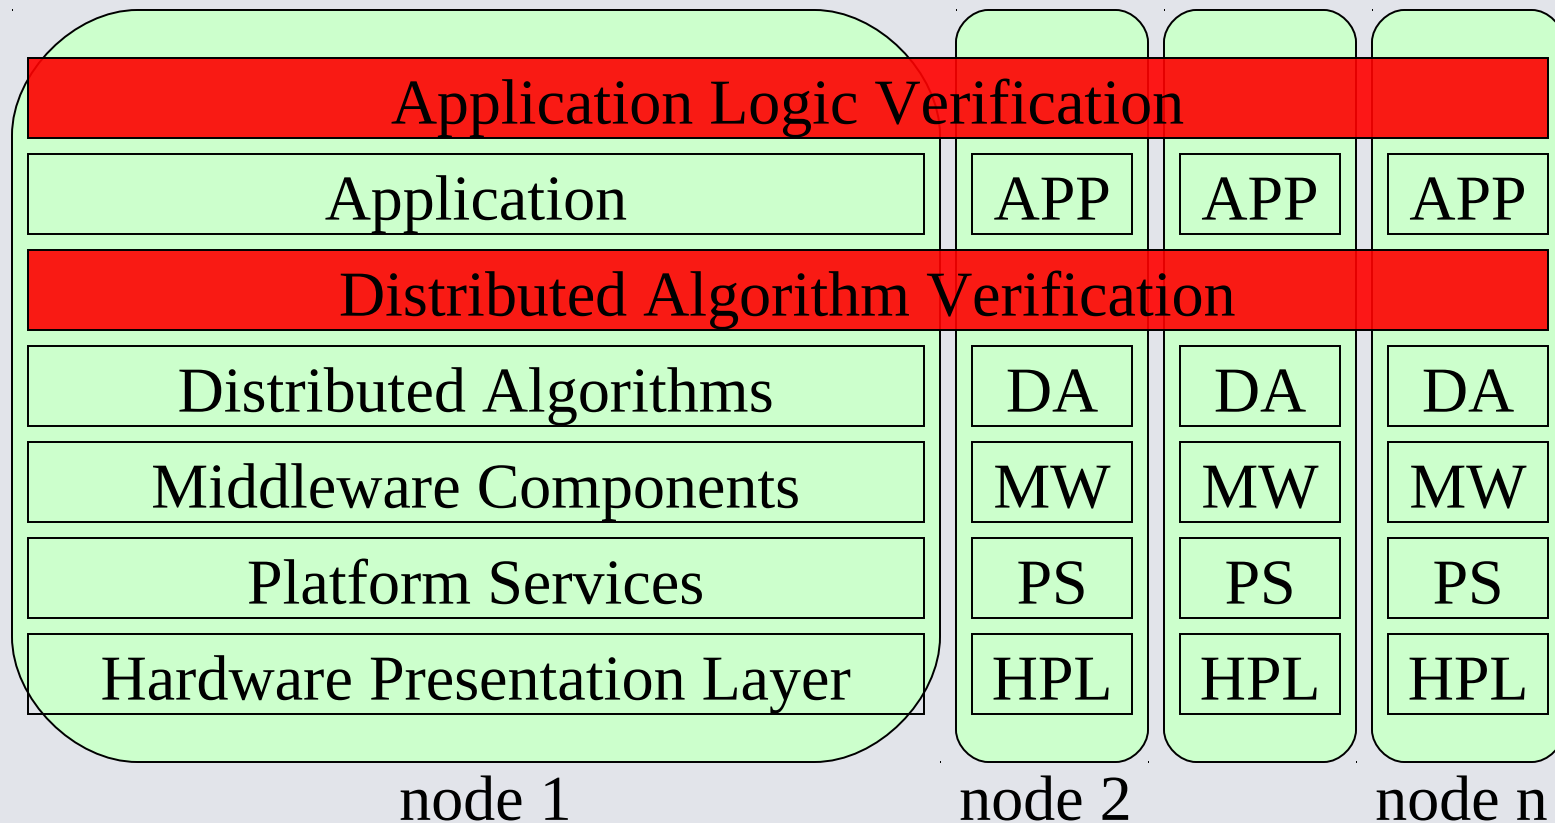 Application Logic Verification
Application APP APP APP
Distributed Algorithm Verification
Distributed Algorithms DA DA DA
Middleware Components MW MW MW
Platform Services PS PS PS
Hardware Presentation Layer HPL HPL HPL
node 1 node 2 node n